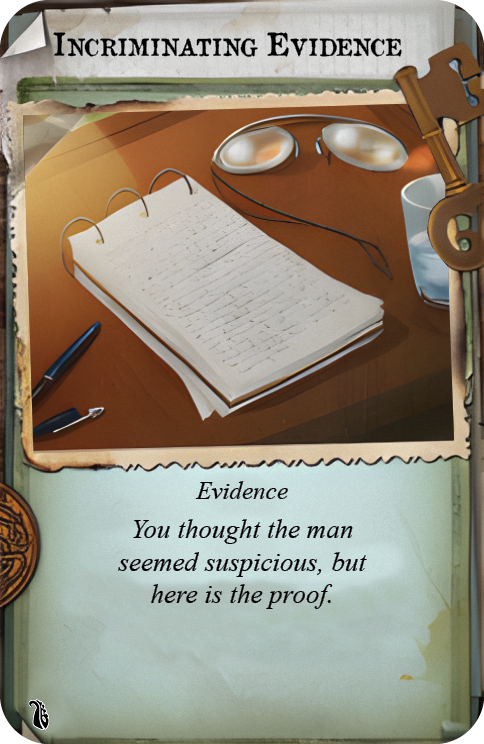 Incriminating Evidence
Evidence
You thought the man
seemed suspicious, but
here is the proof.